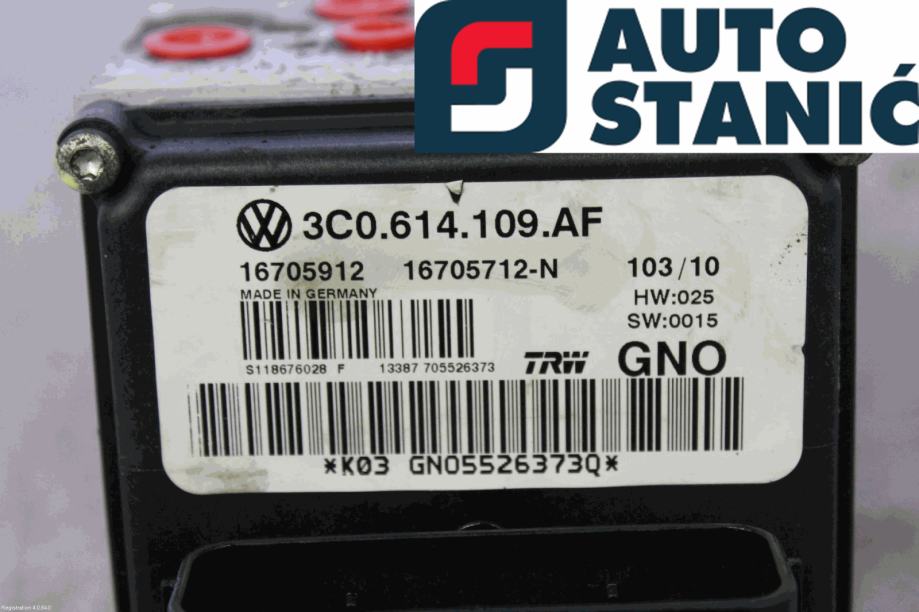 AUTO
STANIĆ
3C0.614.109.AF
16705912 16705712-N 103/10
MADE IN GERMANY HW:025
SW:0015
S118676028 F 13387 705526373 TRW GNO
*K03 GNO5526373Q*